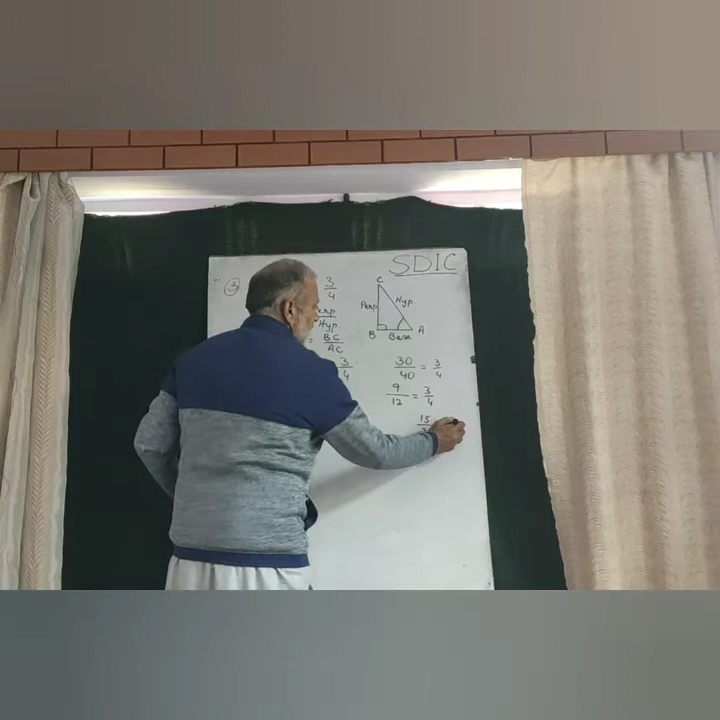 SDIC
③ 3/4
C
Perp Hyp.
B Base A
Hyp.
= BC/AC
3/4
30/40 = 3/4
9/12 = 3/4
15